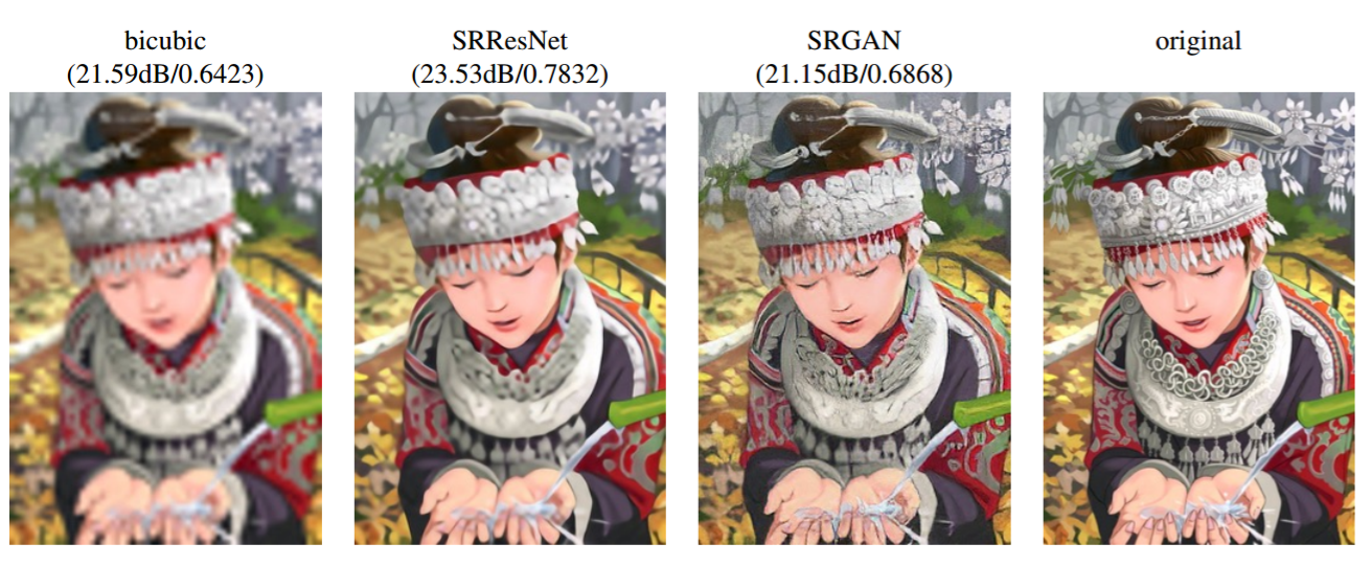 bicubic
(21.59dB/0.6423)
SRResNet
(23.53dB/0.7832)
SRGAN
(21.15dB/0.6868)
original